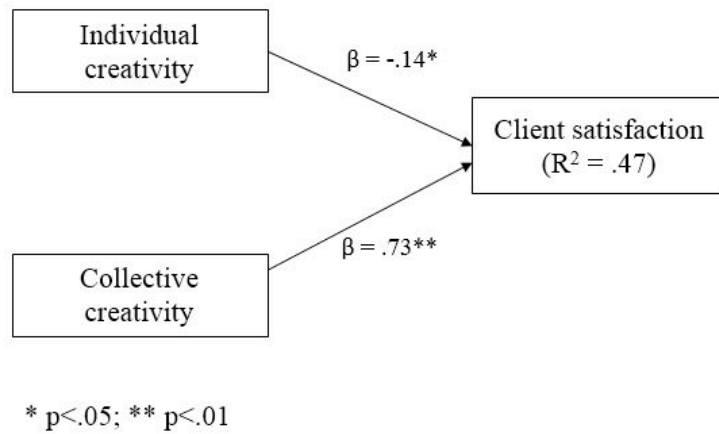 Individual
creativity
β = -.14*
Client satisfaction
(R² = .47)
β = .73**
Collective
creativity
* p<.05; ** p<.01